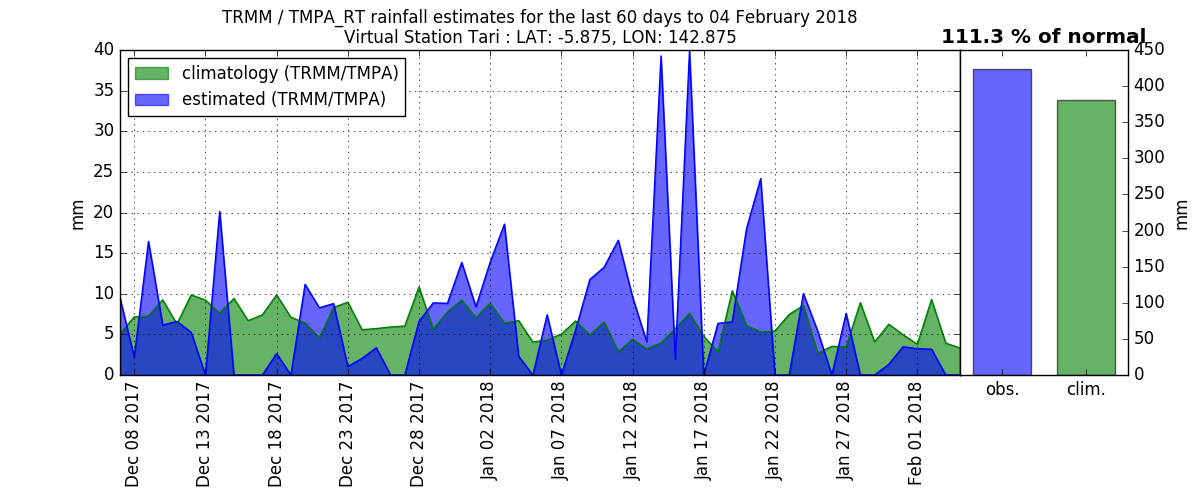 TRMM / TMPA_RT rainfall estimates for the last 60 days to 04 February 2018
Virtual Station Tari : LAT: -5.875, LON: 142.875
111.3 % of normal
climatology (TRMM/TMPA)
estimated (TRMM/TMPA)
40
35
30
25
20
15
10
5
0
mm
Dec 08 2017
Dec 13 2017
Dec 18 2017
Dec 23 2017
Dec 28 2017
Jan 02 2018
Jan 07 2018
Jan 12 2018
Jan 17 2018
Jan 22 2018
Jan 27 2018
Feb 01 2018
obs.
clim.
450
400
350
300
250
200
150
100
50
0
mm